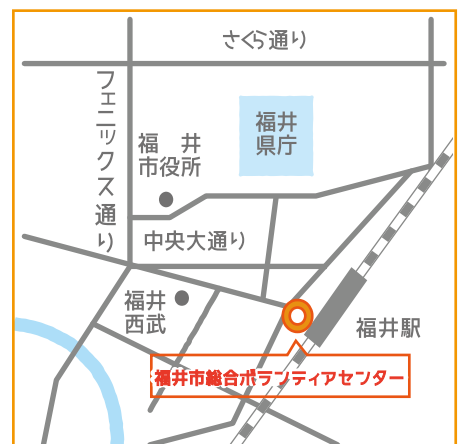 さくら通り
フェニックス通り
福井
県庁
福 井
市役所
中央大通り
福井
西武
福井駅
福井市総合ボランティアセンター